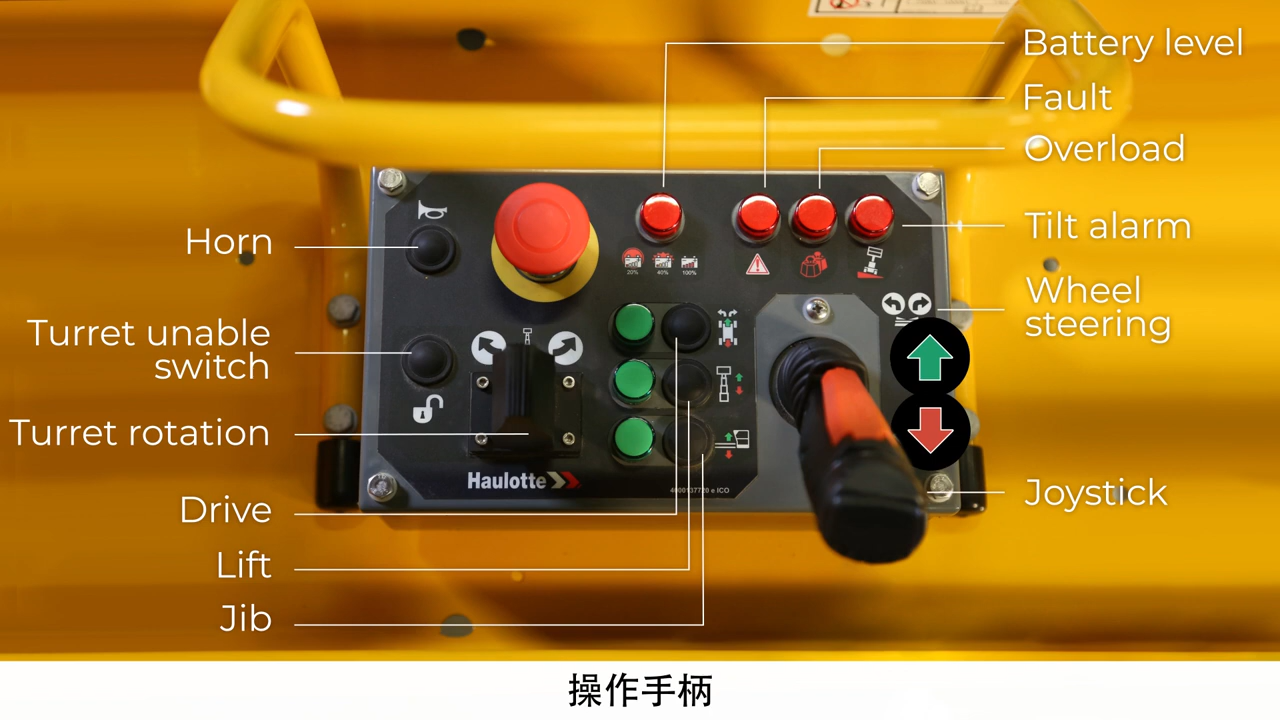 Battery level
Fault
Overload
Tilt alarm
Wheel
steering
Joystick
Horn
Turret unable
switch
Turret rotation
Drive
Lift
Jib
20% 40% 100%
Haulotte
操作手柄